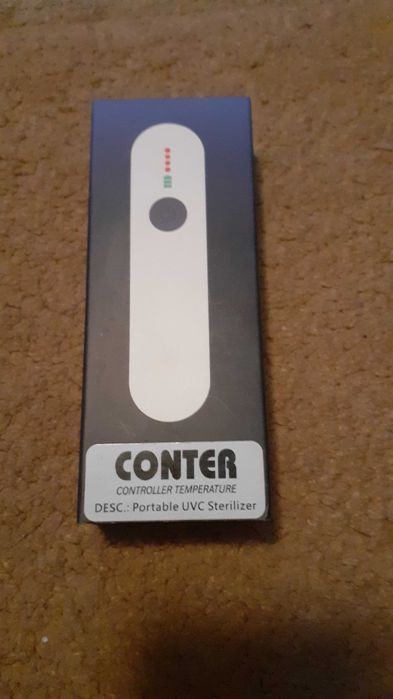 CONTER
CONTROLLER TEMPERATURE
DESC.: Portable UVC Sterilizer